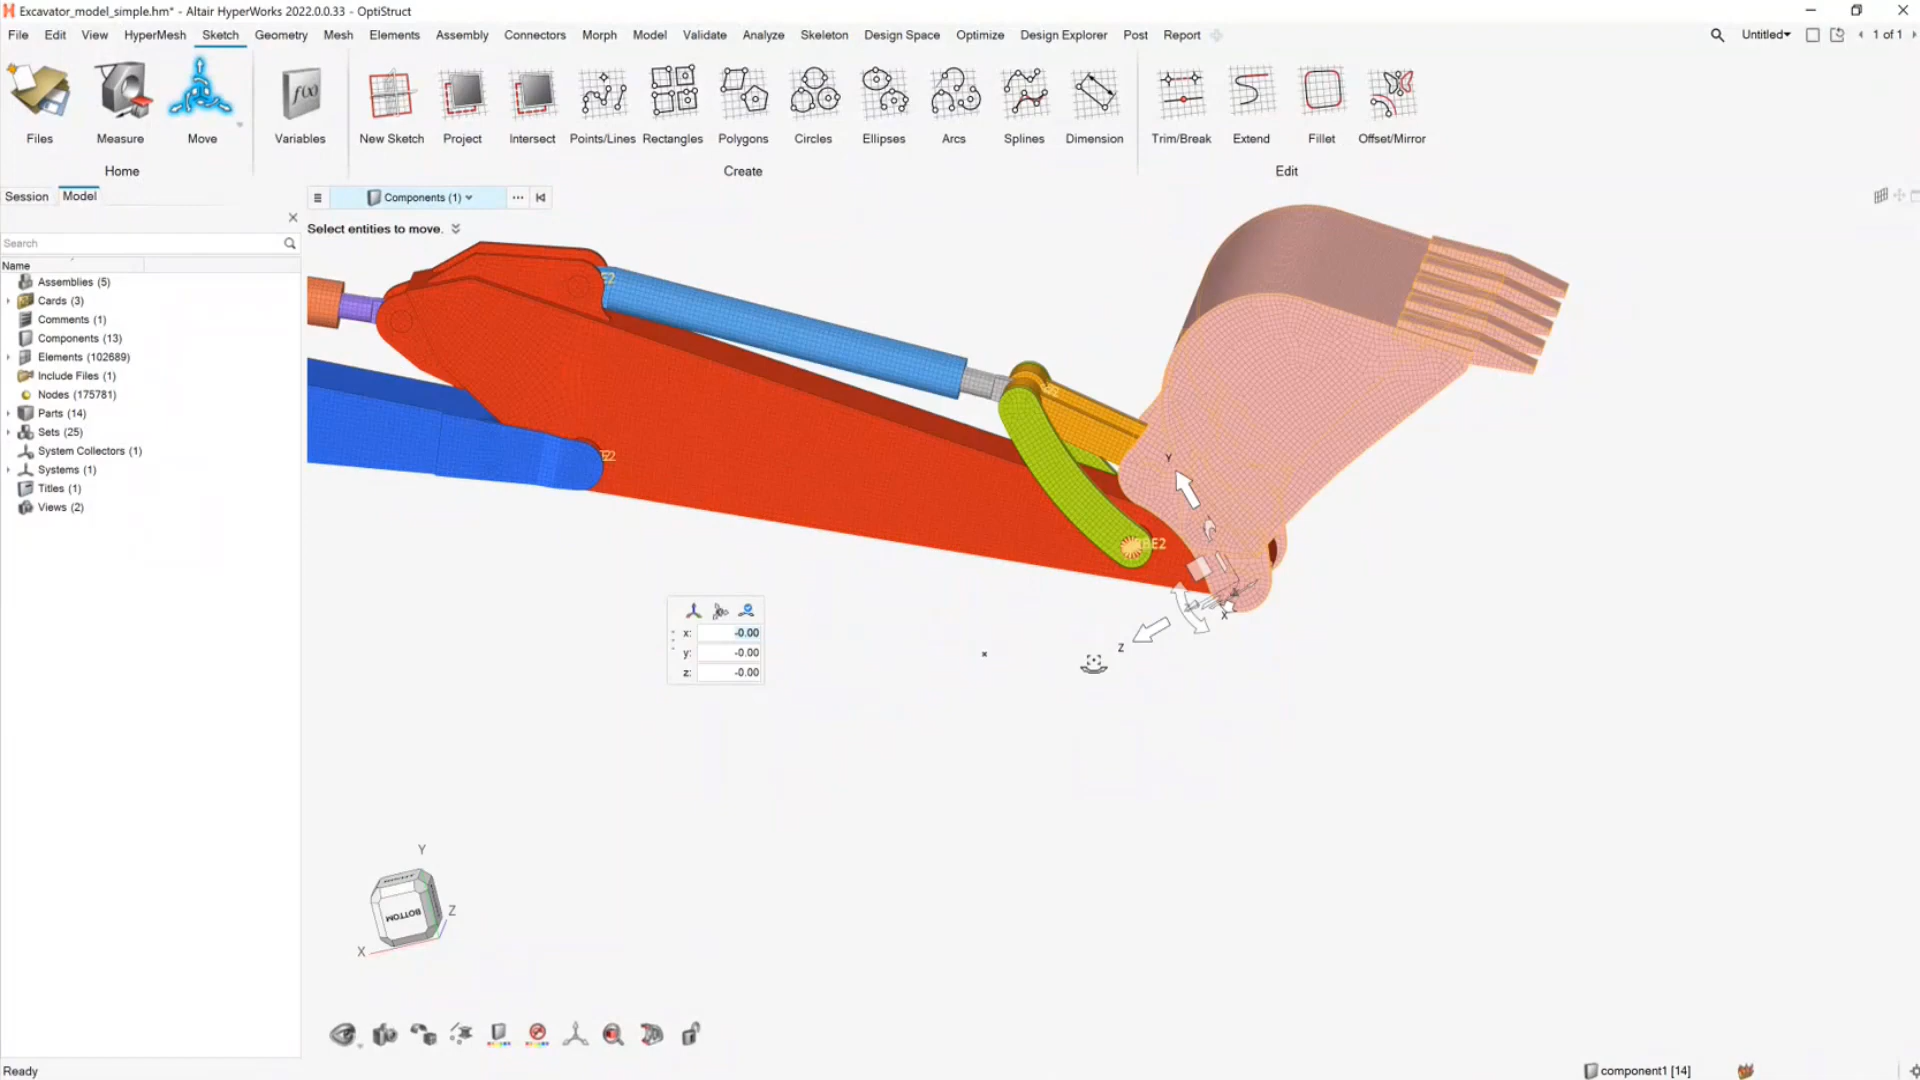 Excavator_model_simple.hm* - Altair HyperWorks 2022.0.0.33 - OptiStruct
File Edit View HyperMesh Sketch Geometry Mesh Elements Assembly Connectors Morph Model Validate Analyze Skeleton Design Space Optimize Design Explorer Post Report Untitled 1 of 1
f(x)
Files Measure Move Variables New Sketch Project Intersect Points/Lines Rectangles Polygons Circles Ellipses Arcs Splines Dimension Trim/Break Extend Fillet Offset/Mirror
Home Create Edit
Session Model
Components (1)
Select entities to move.
Search
Name
Assemblies (5)
Cards (3)
Comments (1)
Components (13)
Elements (102689)
Include Files (1)
Nodes (175781)
Parts (14)
Sets (25)
System Collectors (1)
Systems (1)
Titles (1)
Views (2)
E2
Y
X
Z
x: -0.00
y: -0.00
z: -0.00
Y
BOTTOM
Z
X
Ready
component1 [14]